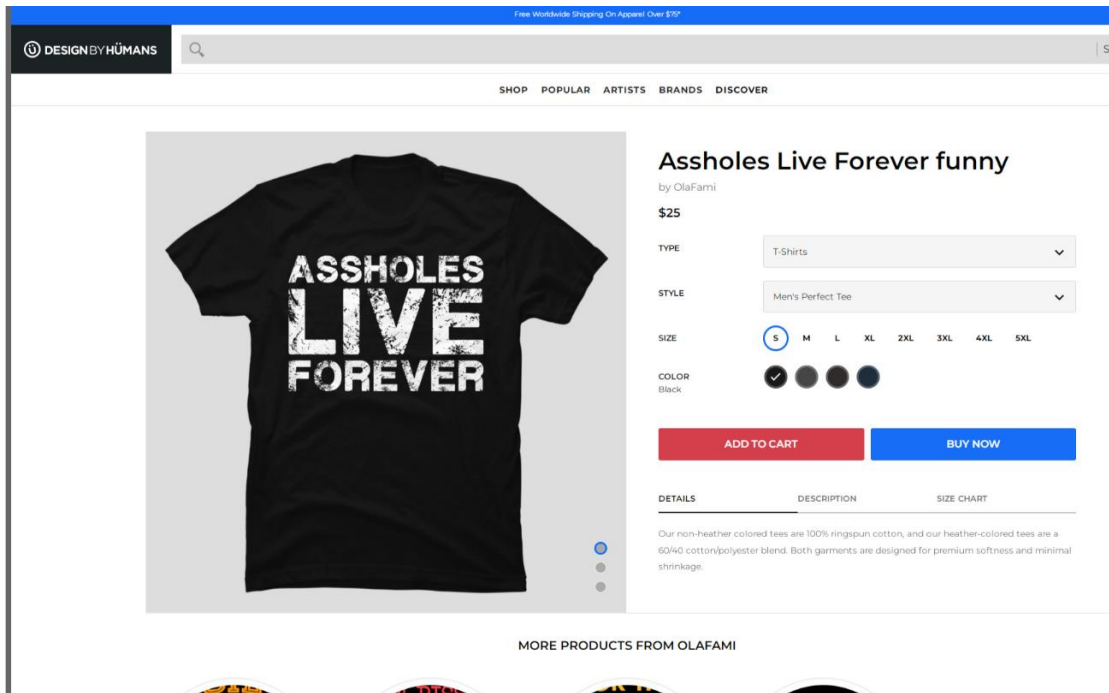 Free Worldwide Shipping On Apparel Over $75*
DESIGNBYHÜMANS
SHOP POPULAR ARTISTS BRANDS DISCOVER
ASSHOLES
LIVE
FOREVER
Assholes Live Forever funny
by OlaFami
$25
TYPE
T-Shirts
STYLE
Men's Perfect Tee
SIZE
S M L XL 2XL 3XL 4XL 5XL
COLOR
Black
ADD TO CART BUY NOW
DETAILS DESCRIPTION SIZE CHART
Our non-heather colored tees are 100% ringspun cotton, and our heather-colored tees are a
60/40 cotton/polyester blend. Both garments are designed for premium softness and minimal
shrinkage.
MORE PRODUCTS FROM OLAFAMI